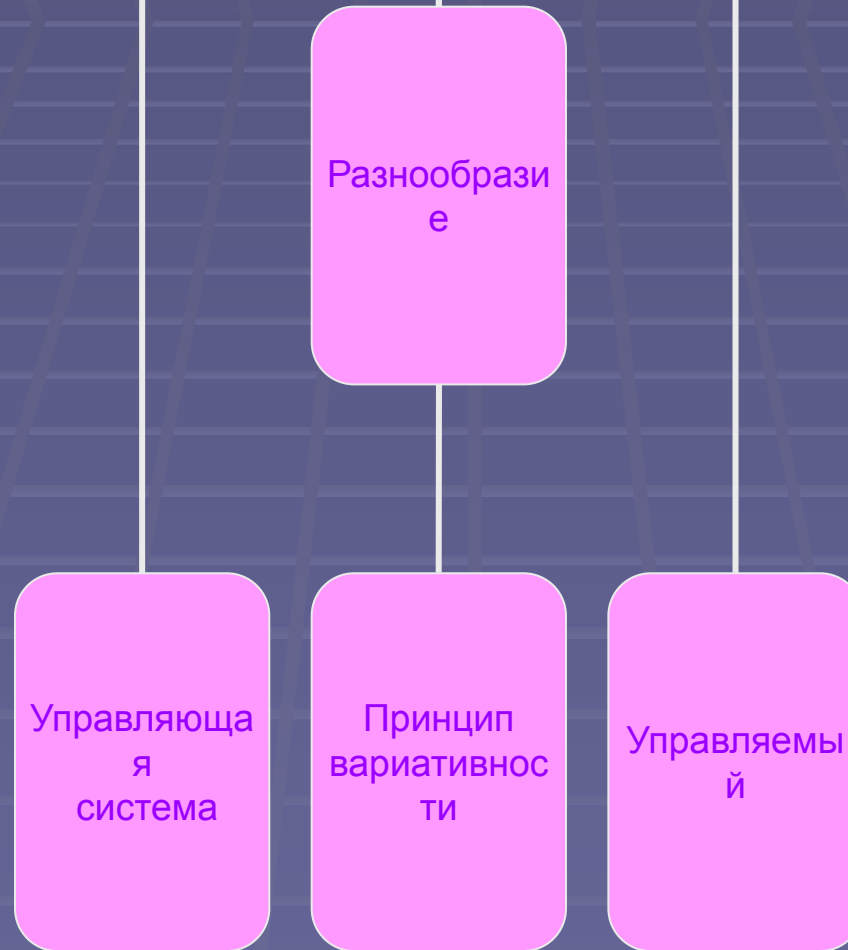 Разнообрази
е
Управляюща
я
система
Принцип
вариативнос
ти
Управляемы
й